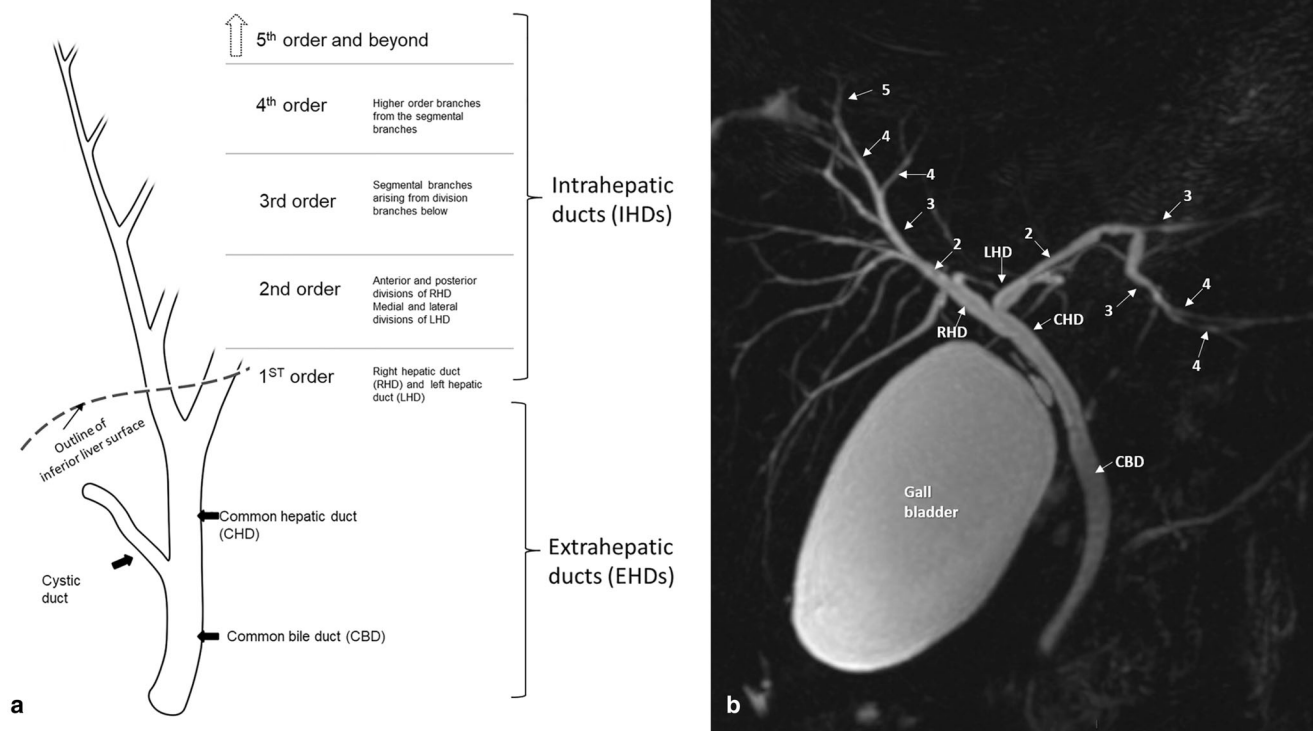 5th order and beyond
4th order
Higher order branches
from the segmental
branches
3rd order
Segmental branches
arising from division
branches below
2nd order
Anterior and posterior
divisions of RHD
Medial and lateral
divisions of LHD
1ST order
Right hepatic duct
(RHD) and left hepatic
duct (LHD)
Intrahepatic
ducts (IHDs)
Outline of
inferior liver surface
Common hepatic duct
(CHD)
Cystic
duct
Common bile duct (CBD)
Extrahepatic
ducts (EHDs)
a
5
4
4
3
2
LHD
2
3
RHD
CHD
3
4
4
CBD
Gall
bladder
b